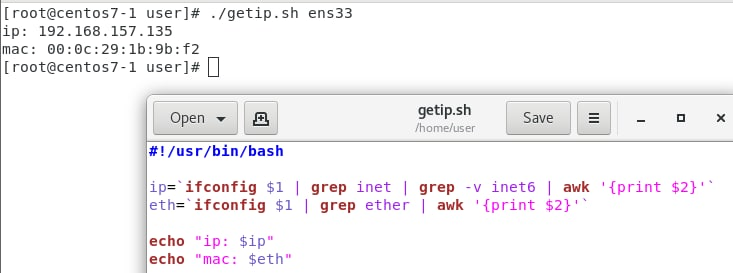 [root@centos7-1 user]# ./getip.sh ens33
ip: 192.168.157.135
mac: 00:0c:29:1b:9b:f2
[root@centos7-1 user]#
Open
getip.sh
/home/user
Save
#!/usr/bin/bash
ip=`ifconfig $1 | grep inet | grep -v inet6 | awk '{print $2}'`
eth=`ifconfig $1 | grep ether | awk '{print $2}'`
echo "ip: $ip"
echo "mac: $eth"